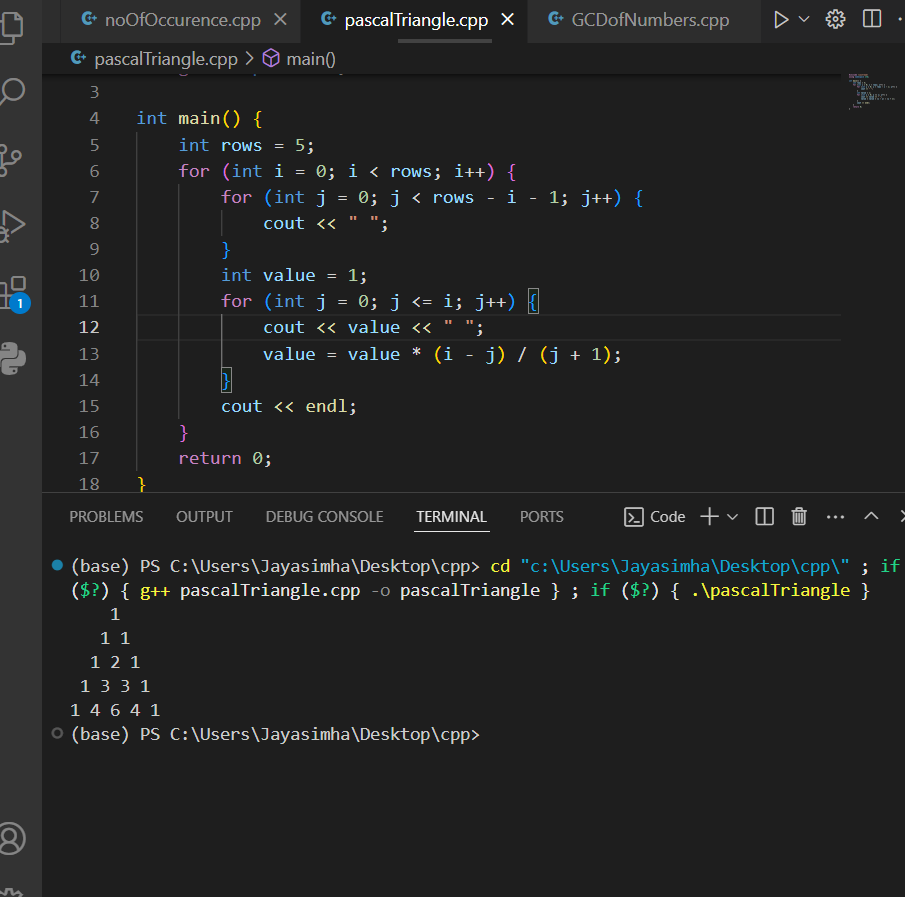 noOfOccurence.cpp pascalTriangle.cpp GCDofNumbers.cpp
pascalTriangle.cpp > main()
3
4 int main() {
5     int rows = 5;
6     for (int i = 0; i < rows; i++) {
7         for (int j = 0; j < rows - i - 1; j++) {
8             cout << " ";
9         }
10         int value = 1;
11         for (int j = 0; j <= i; j++) {
12             cout << value << " ";
13             value = value * (i - j) / (j + 1);
14         }
15         cout << endl;
16     }
17     return 0;
18 }
1
PROBLEMS OUTPUT DEBUG CONSOLE TERMINAL PORTS Code
(base) PS C:\Users\Jayasimha\Desktop\cpp> cd "c:\Users\Jayasimha\Desktop\cpp\" ; if
($?) { g++ pascalTriangle.cpp -o pascalTriangle } ; if ($?) { .\pascalTriangle }
    1
   1 1
  1 2 1
 1 3 3 1
1 4 6 4 1
(base) PS C:\Users\Jayasimha\Desktop\cpp>